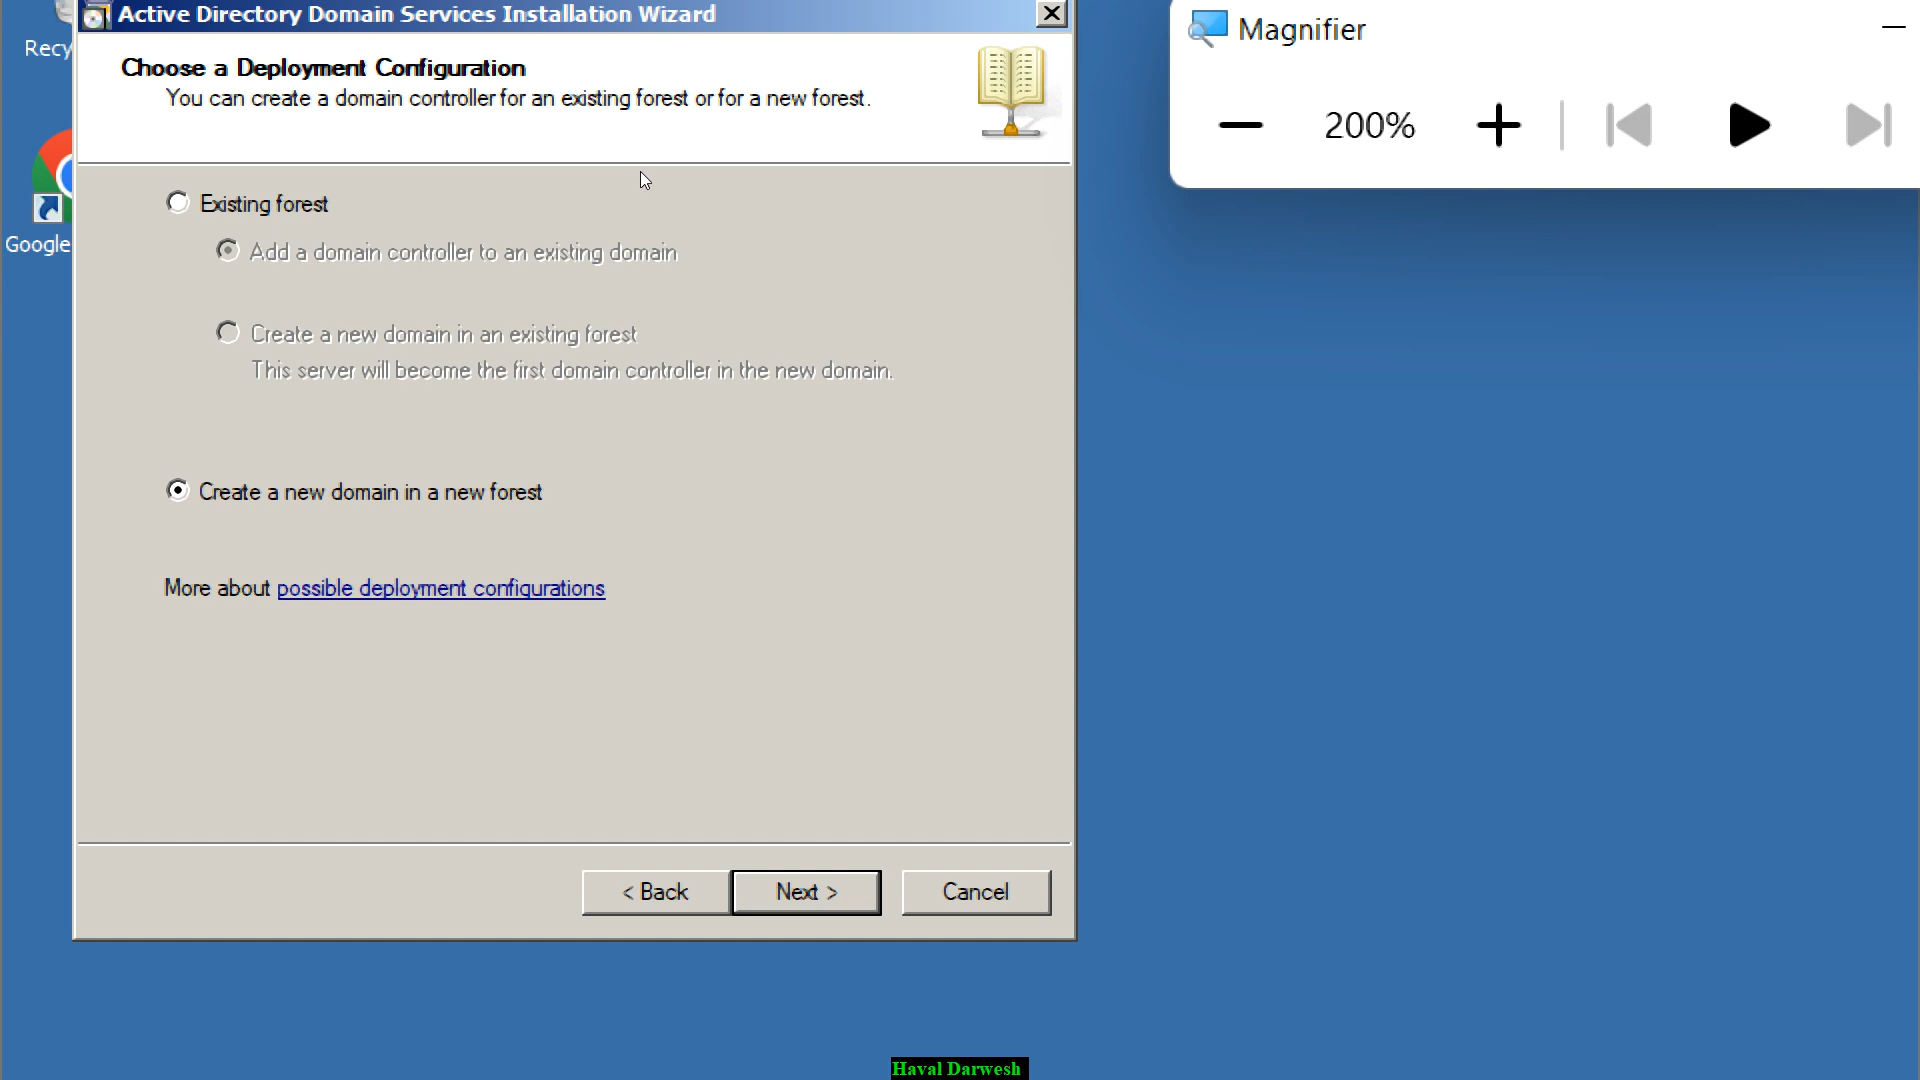 Active Directory Domain Services Installation Wizard
Choose a Deployment Configuration
You can create a domain controller for an existing forest or for a new forest.
Existing forest
Add a domain controller to an existing domain
Create a new domain in an existing forest
This server will become the first domain controller in the new domain.
Create a new domain in a new forest
More about possible deployment configurations
< Back
Next >
Cancel
Recy
Google
Magnifier
200%
Haval Darwesh